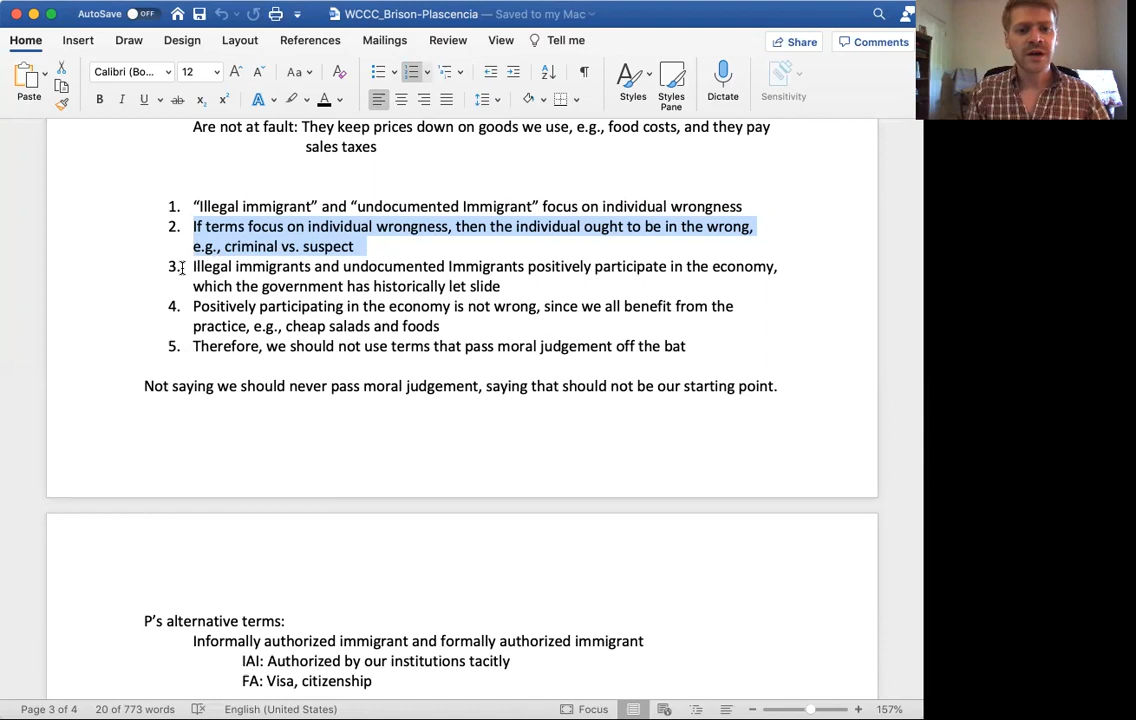 AutoSave OFF WCCC_Brison-Plascencia — Saved to my Mac
Home Insert Draw Design Layout References Mailings Review View Tell me Share Comments
Paste Calibri (Bo... 12 Aa Styles Styles Pane Dictate Sensitivity
B I U ab x₂ x² A A
Are not at fault: They keep prices down on goods we use, e.g., food costs, and they pay
sales taxes
1. “Illegal immigrant” and “undocumented Immigrant” focus on individual wrongness
2. If terms focus on individual wrongness, then the individual ought to be in the wrong,
e.g., criminal vs. suspect
3. Illegal immigrants and undocumented Immigrants positively participate in the economy,
which the government has historically let slide
4. Positively participating in the economy is not wrong, since we all benefit from the
practice, e.g., cheap salads and foods
5. Therefore, we should not use terms that pass moral judgement off the bat
Not saying we should never pass moral judgement, saying that should not be our starting point.
P’s alternative terms:
Informally authorized immigrant and formally authorized immigrant
IAI: Authorized by our institutions tacitly
FA: Visa, citizenship
Page 3 of 4 20 of 773 words English (United States) Focus 157%